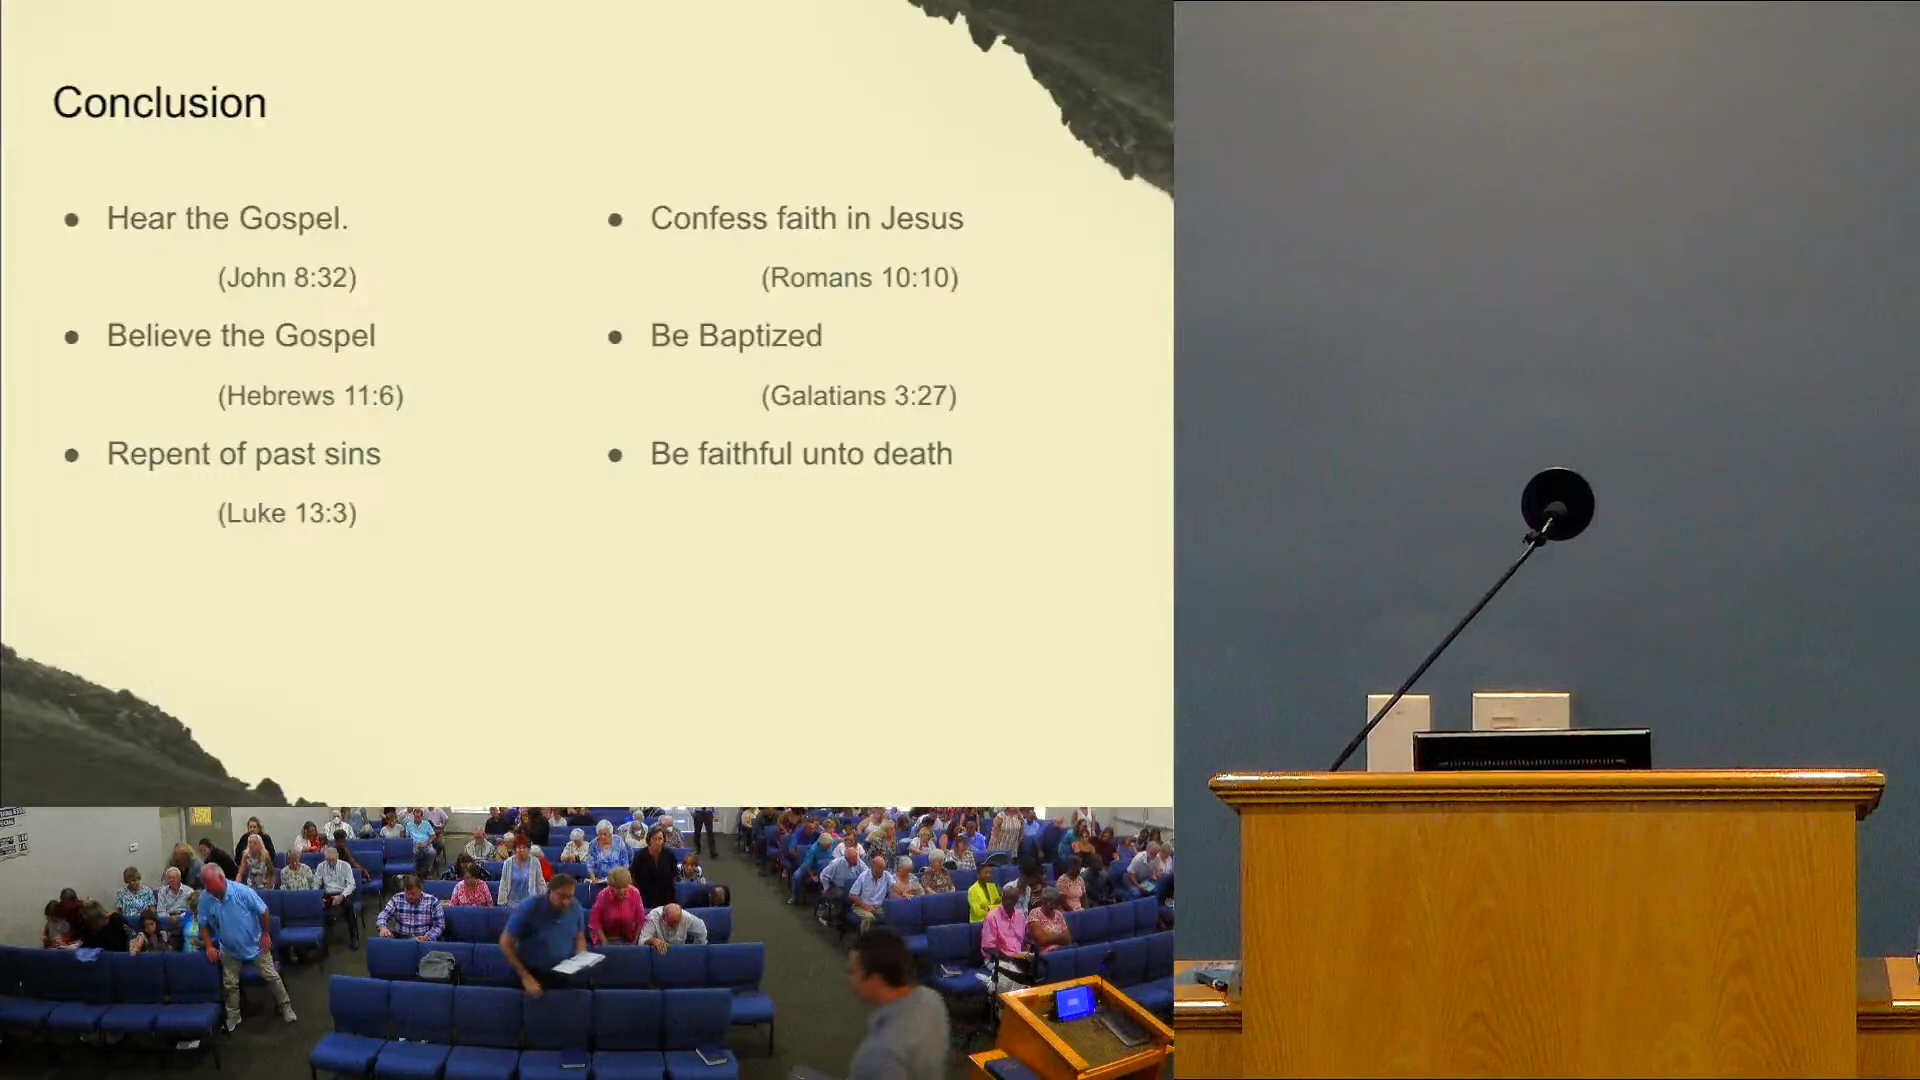 Conclusion
● Hear the Gospel.
(John 8:32)
● Believe the Gospel
(Hebrews 11:6)
● Repent of past sins
(Luke 13:3)
● Confess faith in Jesus
(Romans 10:10)
● Be Baptized
(Galatians 3:27)
● Be faithful unto death